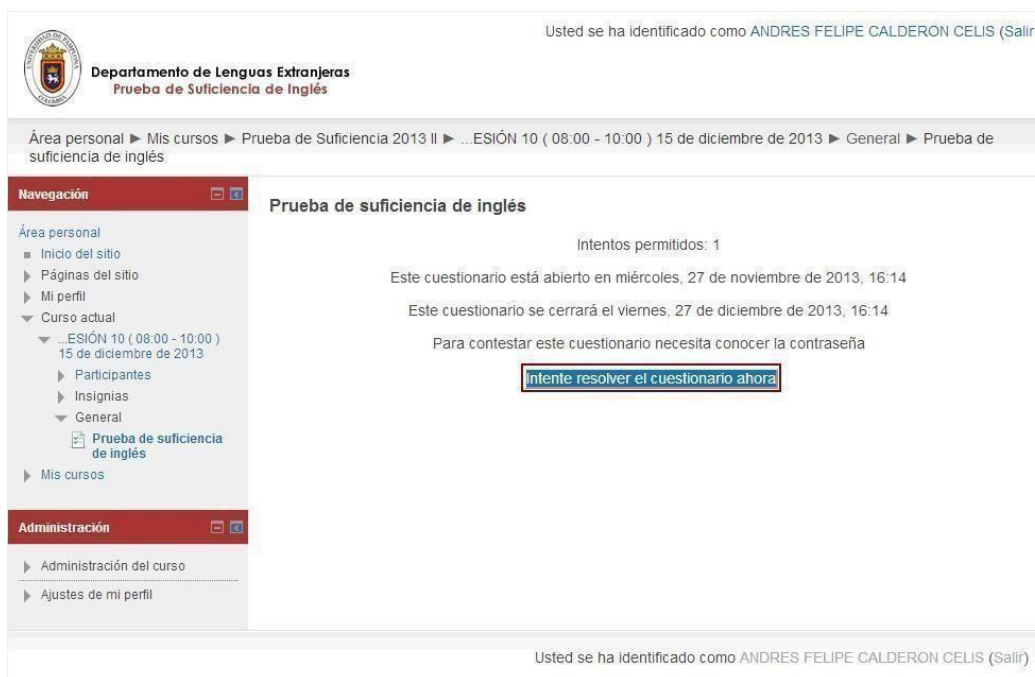 Usted se ha identificado como ANDRES FELIPE CALDERON CELIS (Salir
Departamento de Lenguas Extranjeras
Prueba de Suficiencia de Inglés
Área personal ► Mis cursos ► Prueba de Suficiencia 2013 II ► ...ESIÓN 10 ( 08:00 - 10:00 ) 15 de diciembre de 2013 ► General ► Prueba de
suficiencia de inglés
Navegación
Área personal
Inicio del sitio
Páginas del sitio
Mi perfil
Curso actual
...ESIÓN 10 ( 08:00 - 10:00 )
15 de diciembre de 2013
Participantes
Insignias
General
Prueba de suficiencia
de inglés
Mis cursos
Administración
Administración del curso
Ajustes de mi perfil
Prueba de suficiencia de inglés
Intentos permitidos: 1
Este cuestionario está abierto en miércoles, 27 de noviembre de 2013, 16:14
Este cuestionario se cerrará el viernes, 27 de diciembre de 2013, 16:14
Para contestar este cuestionario necesita conocer la contraseña
Intente resolver el cuestionario ahora
Usted se ha identificado como ANDRES FELIPE CALDERON CELIS (Salir)